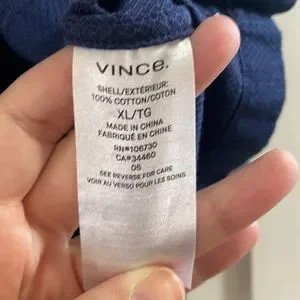 VINCE.
SHELL/EXTÉRIEUR:
100% COTTON/COTON
XL/TG
MADE IN CHINA
FABRIQUÉ EN CHINE
RN#106730
CA#34460
05
SEE REVERSE FOR CARE
VOIR AU VERSO POUR LES SOINS